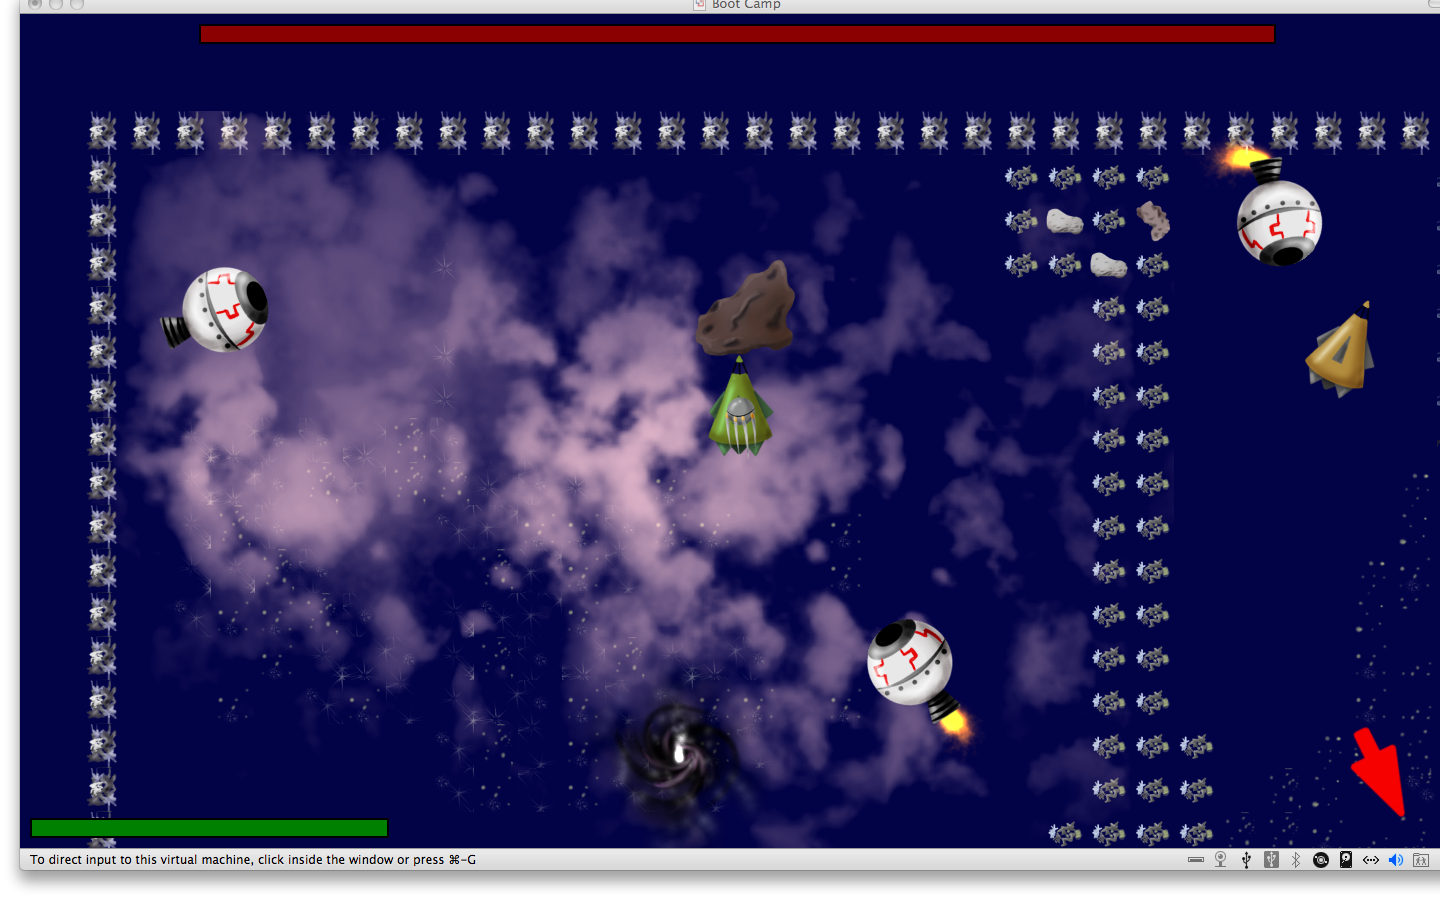 Boot Camp
To direct input to this virtual machine, click inside the window or press ⌘-G